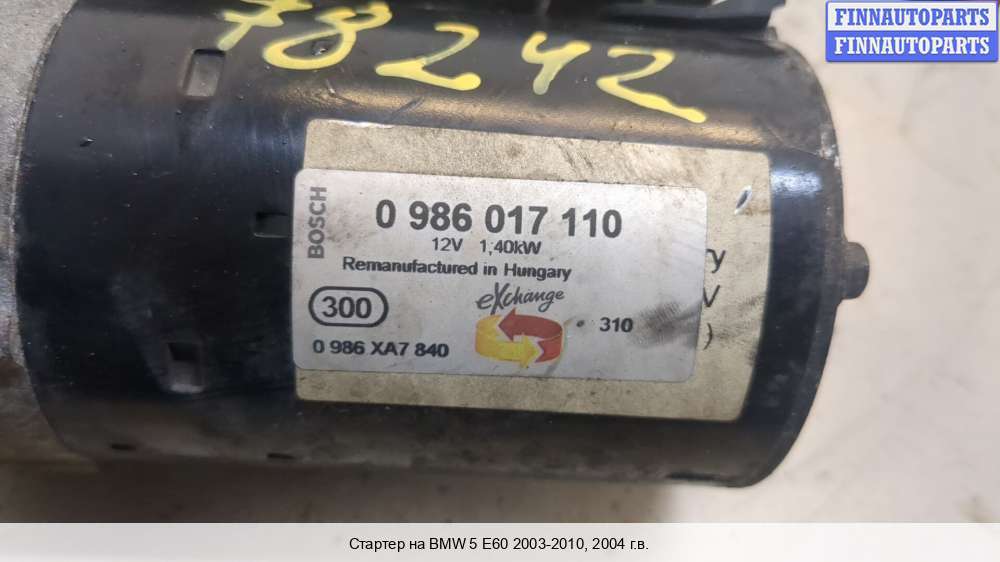 FINNAUTOPARTS
FINNAUTOPARTS
78242
BOSCH
0 986 017 110
12V 1,40kW
Remanufactured in Hungary
eXchange
300
310
0 986 XA7 840
ry
V
)
Стартер на BMW 5 E60 2003-2010, 2004 г.в.